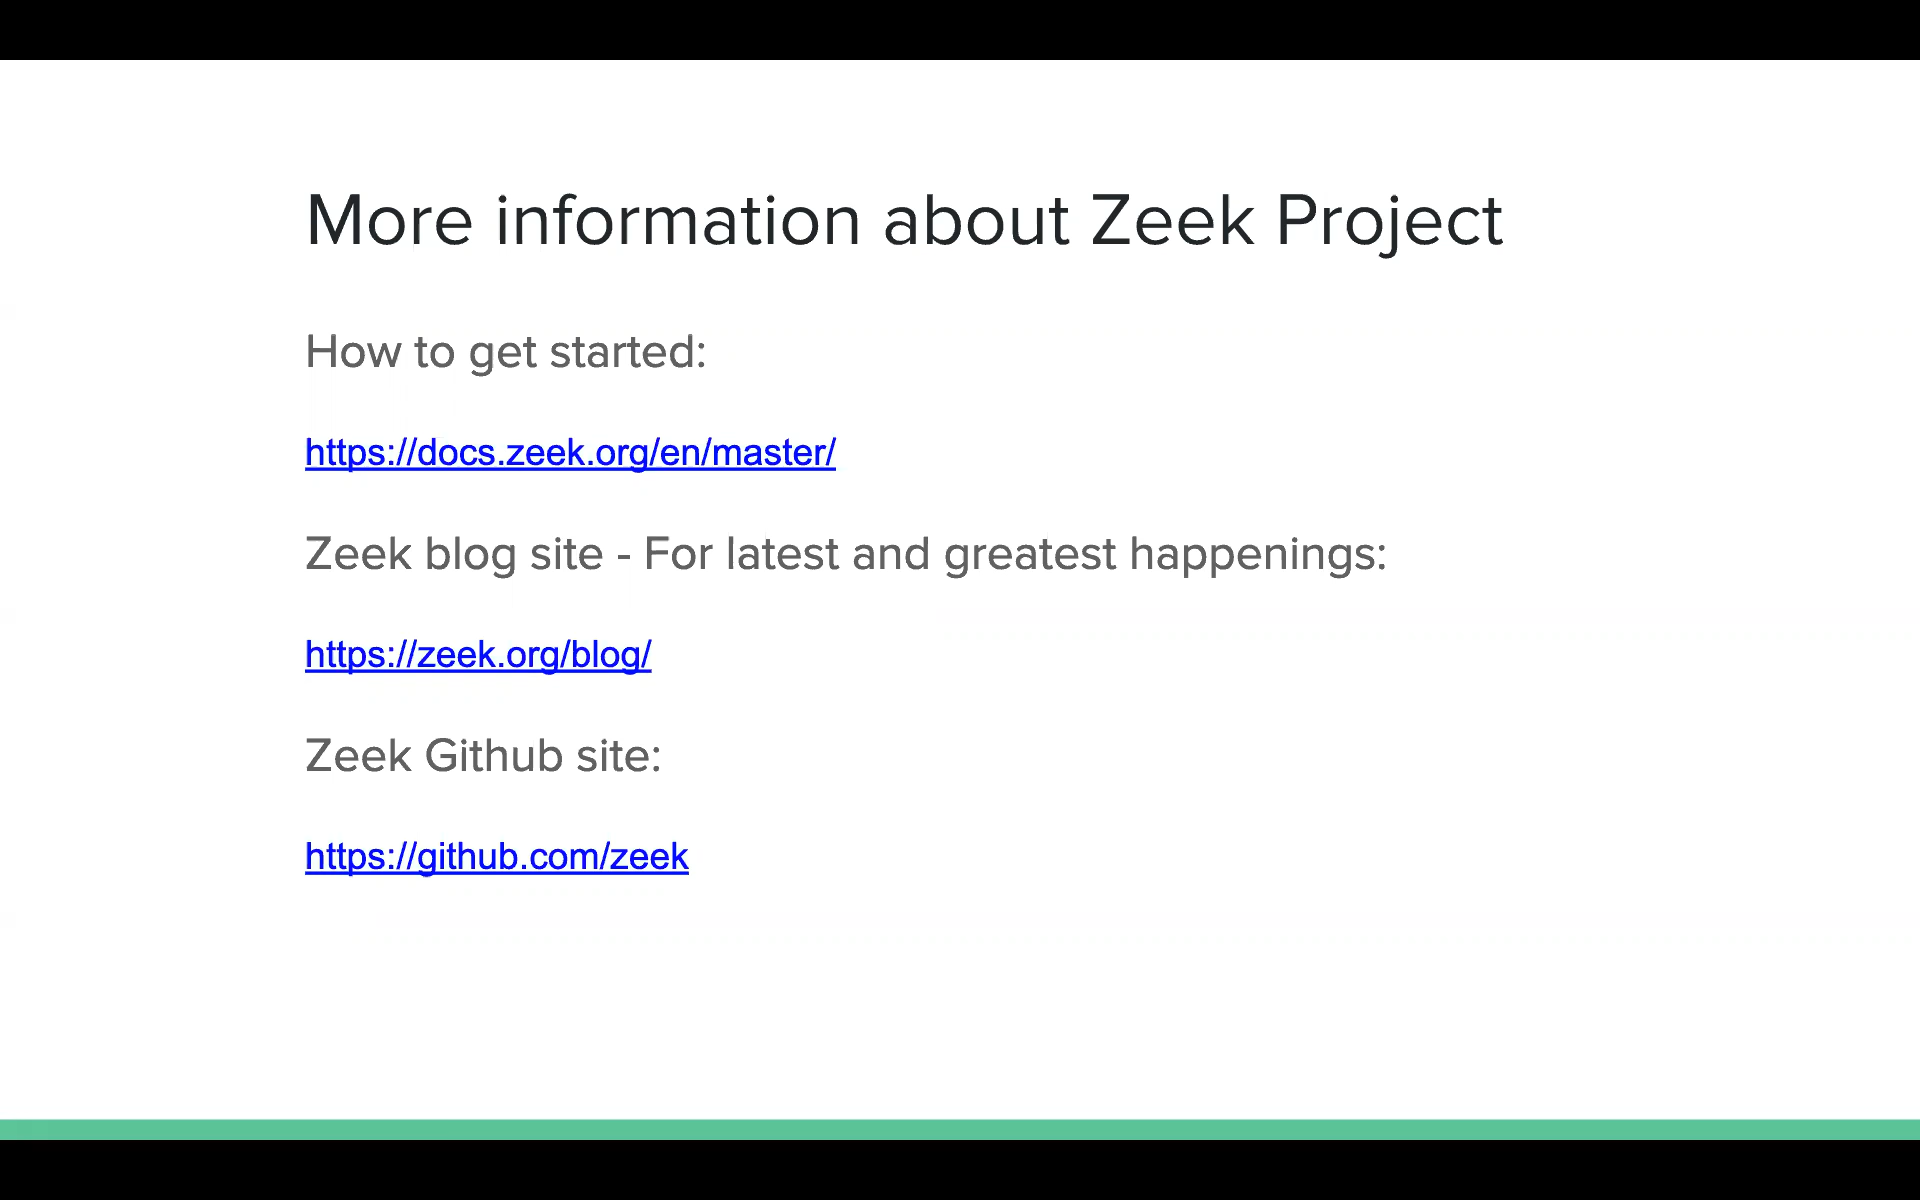 More information about Zeek Project
How to get started:
https://docs.zeek.org/en/master/
Zeek blog site - For latest and greatest happenings:
https://zeek.org/blog/
Zeek Github site:
https://github.com/zeek